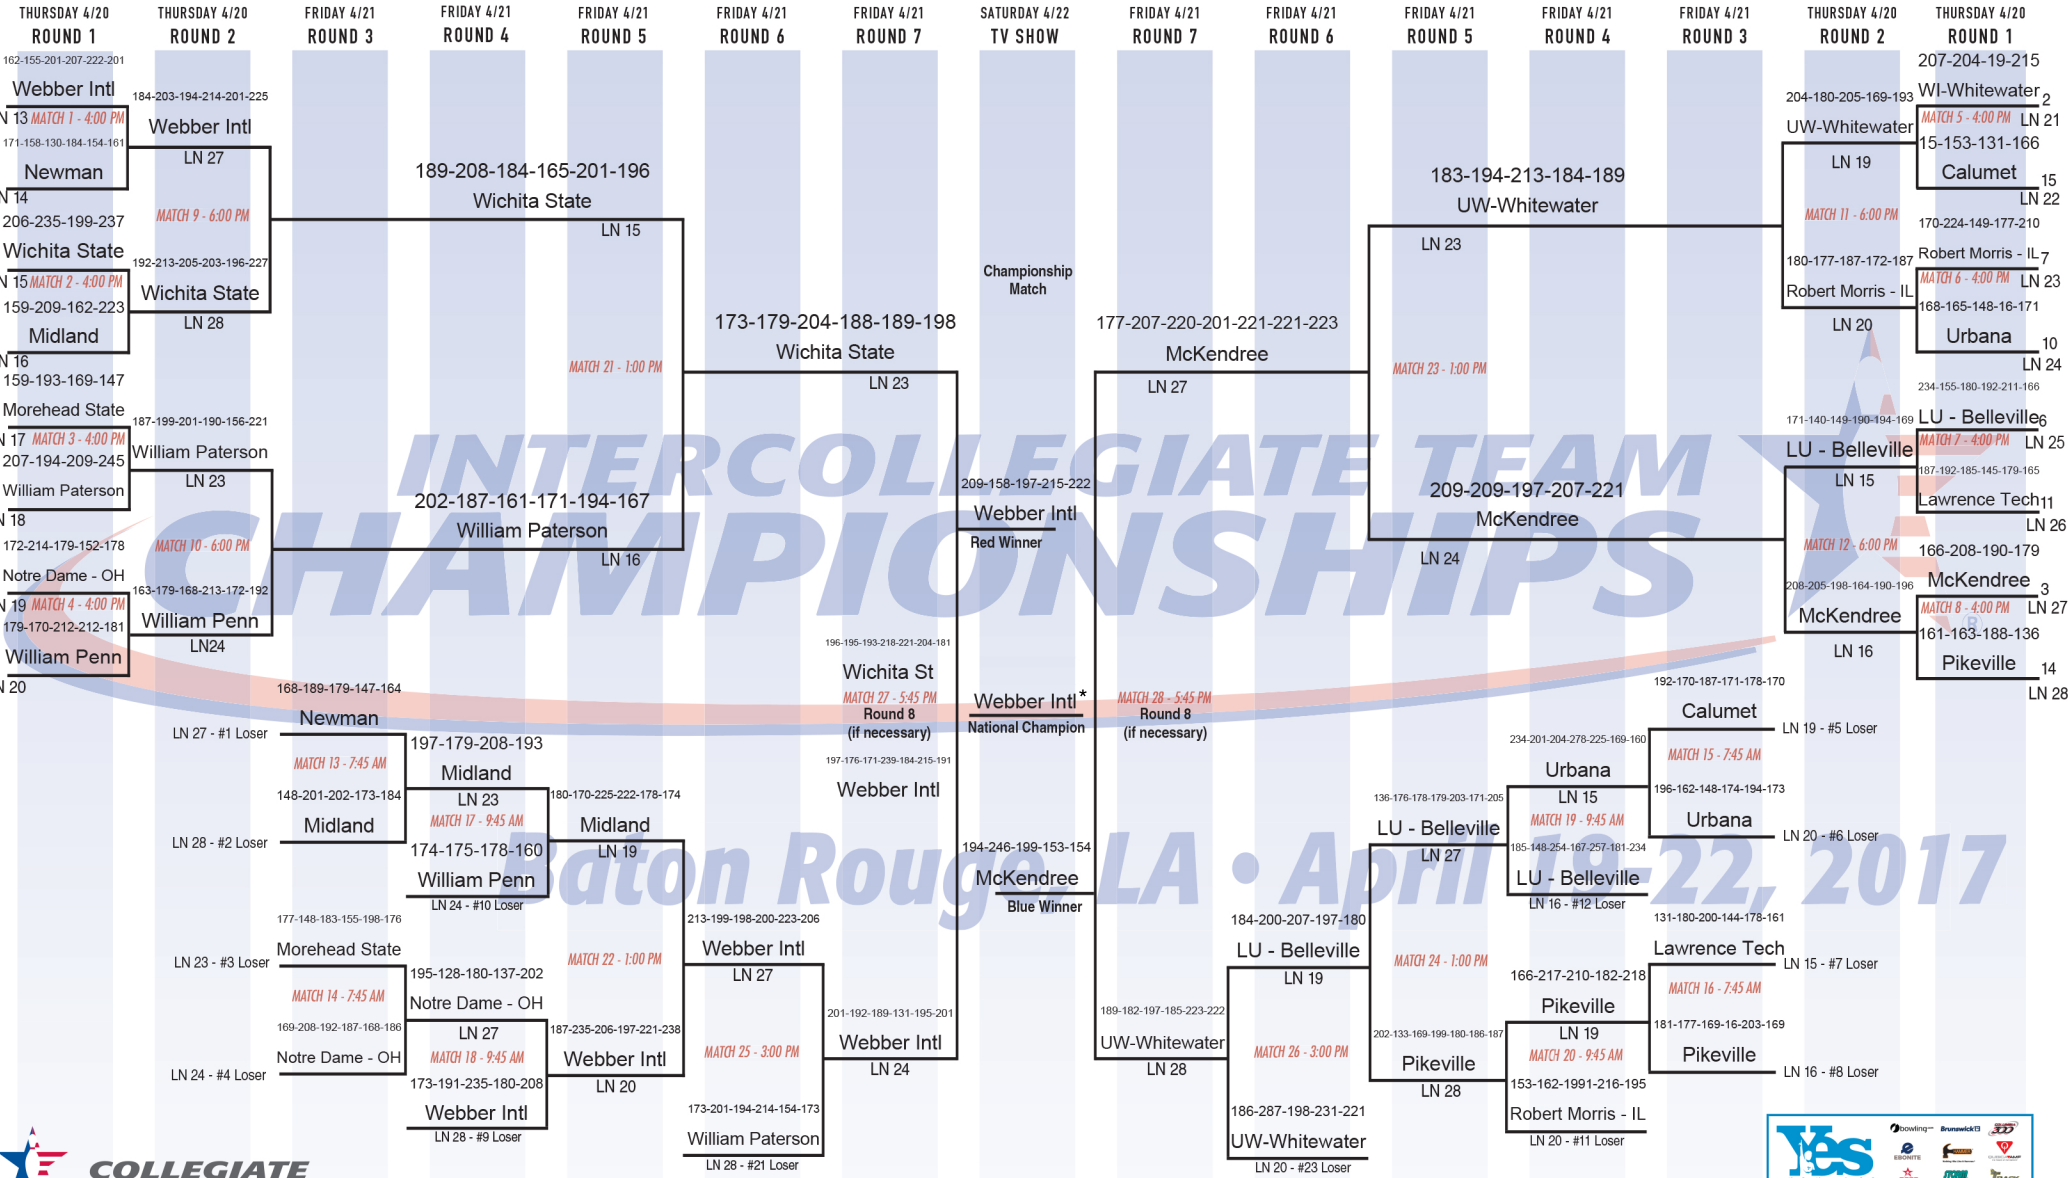 THURSDAY 4/20 THURSDAY 4/20 FRIDAY 4/21 FRIDAY 4/21 FRIDAY 4/21 FRIDAY 4/21 FRIDAY 4/21 SATURDAY 4/22 FRIDAY 4/21 FRIDAY 4/21 FRIDAY 4/21 FRIDAY 4/21 FRIDAY 4/21 THURSDAY 4/20 THURSDAY 4/20
ROUND 1 ROUND 2 ROUND 3 ROUND 4 ROUND 5 ROUND 6 ROUND 7 TV SHOW ROUND 7 ROUND 6 ROUND 5 ROUND 4 ROUND 3 ROUND 2 ROUND 1
162-155-201-207-222-201
Webber Intl
N 13 MATCH 1 - 4:00 PM
171-158-130-184-154-161
Newman
N 14
206-235-199-237
Wichita State
N 15 MATCH 2 - 4:00 PM
159-209-162-223
Midland
N 16
159-193-169-147
Morehead State
N 17 MATCH 3 - 4:00 PM
207-194-209-245
William Paterson
N 18
172-214-179-152-178
Notre Dame - OH
N 19 MATCH 4 - 4:00 PM
179-170-212-212-181
William Penn
N 20
184-203-194-214-201-225
Webber Intl
LN 27
MATCH 9 - 6:00 PM
192-213-205-203-196-227
Wichita State
LN 28
187-199-201-190-156-221
William Paterson
LN 23
MATCH 10 - 6:00 PM
163-179-168-213-172-192
William Penn
LN24
189-208-184-165-201-196
Wichita State
LN 15
MATCH 21 - 1:00 PM
202-187-161-171-194-167
William Paterson
LN 16
173-179-204-188-189-198
Wichita State
LN 23
168-189-179-147-164
Newman
LN 27 - #1 Loser
MATCH 13 - 7:45 AM
148-201-202-173-184
Midland
LN 28 - #2 Loser
177-148-183-155-198-176
Morehead State
LN 23 - #3 Loser
MATCH 14 - 7:45 AM
169-208-192-187-168-186
Notre Dame - OH
LN 24 - #4 Loser
197-179-208-193
Midland
LN 23
MATCH 17 - 9:45 AM
174-175-178-160
William Penn
LN 24 - #10 Loser
195-128-180-137-202
Notre Dame - OH
LN 27
MATCH 18 - 9:45 AM
173-191-235-180-208
Webber Intl
LN 28 - #9 Loser
180-170-225-222-178-174
Midland
LN 19
MATCH 22 - 1:00 PM
187-235-206-197-221-238
Webber Intl
LN 20
213-199-198-200-223-206
Webber Intl
LN 27
MATCH 25 - 3:00 PM
173-201-194-214-154-173
William Paterson
LN 28 - #21 Loser
196-195-193-218-221-204-181
Wichita St
MATCH 27 - 5:45 PM
Round 8
(if necessary)
197-176-171-239-184-215-191
Webber Intl
201-192-189-131-195-201
Webber Intl
LN 24
Championship
Match
209-158-197-215-222
Webber Intl
Red Winner
Webber Intl*
National Champion
194-246-199-153-154
McKendree
Blue Winner
177-207-220-201-221-221-223
McKendree
LN 27
MATCH 28 - 5:45 PM
Round 8
(if necessary)
189-182-197-185-223-222
UW-Whitewater
LN 28
184-200-207-197-180
LU - Belleville
LN 19
MATCH 26 - 3:00 PM
186-287-198-231-221
UW-Whitewater
LN 20 - #23 Loser
183-194-213-184-189
UW-Whitewater
LN 23
MATCH 23 - 1:00 PM
209-209-197-207-221
McKendree
LN 24
136-176-178-179-203-171-205
LU - Belleville
LN 27
MATCH 24 - 1:00 PM
202-133-169-199-180-186-187
Pikeville
LN 28
234-201-204-278-225-169-160
Urbana
LN 15
MATCH 19 - 9:45 AM
185-148-254-167-257-181-234
LU - Belleville
LN 16 - #12 Loser
166-217-210-182-218
Pikeville
LN 19
MATCH 20 - 9:45 AM
153-162-1991-216-195
Robert Morris - IL
LN 20 - #11 Loser
192-170-187-171-178-170
Calumet
LN 19 - #5 Loser
MATCH 15 - 7:45 AM
196-162-148-174-194-173
Urbana
LN 20 - #6 Loser
131-180-200-144-178-161
Lawrence Tech
LN 15 - #7 Loser
MATCH 16 - 7:45 AM
181-177-169-16-203-169
Pikeville
LN 16 - #8 Loser
204-180-205-169-193
UW-Whitewater
LN 19
MATCH 11 - 6:00 PM
180-177-187-172-187
Robert Morris - IL
LN 20
171-140-149-190-194-169
LU - Belleville
LN 15
MATCH 12 - 6:00 PM
208-205-198-164-190-196
McKendree
LN 16
207-204-19-215
WI-Whitewater 2
MATCH 5 - 4:00 PM LN 21
15-153-131-166
Calumet 15
LN 22
170-224-149-177-210
Robert Morris - IL 7
MATCH 6 - 4:00 PM LN 23
168-165-148-16-171
Urbana 10
LN 24
234-155-180-192-211-166
LU - Belleville 6
MATCH 7 - 4:00 PM LN 25
187-192-185-145-179-165
Lawrence Tech 11
LN 26
166-208-190-179
McKendree 3
MATCH 8 - 4:00 PM LN 27
161-163-188-136
Pikeville 14
LN 28
INTERCOLLEGIATE TEAM
CHAMPIONSHIPS ®
Baton Rouge, LA • April 19-22, 2017
COLLEGIATE
Yes
bowling Brunswick 300
EBONITE